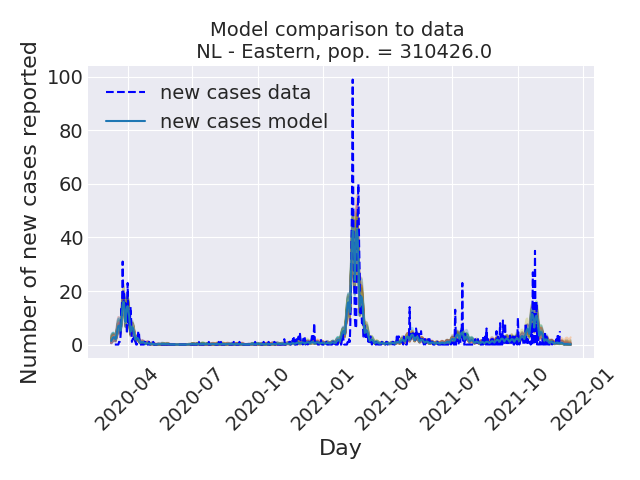 Model comparison to data
NL - Eastern, pop. = 310426.0
Number of new cases reported
100
80
60
40
20
0
new cases data
new cases model
2020-04
2020-07
2020-10
2021-01
2021-04
2021-07
2021-10
2022-01
Day